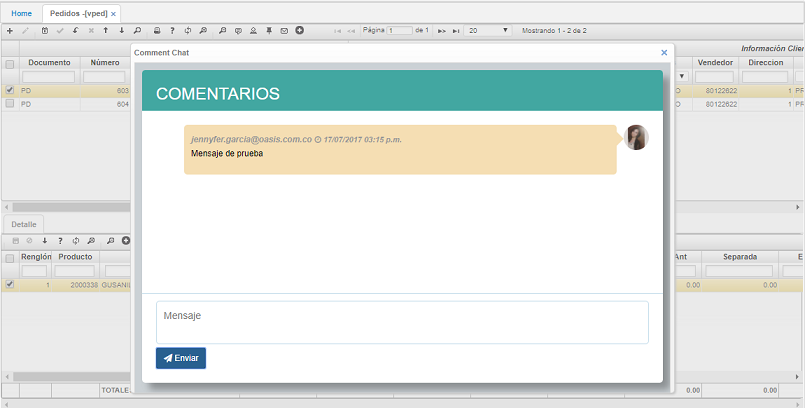 Home
Pedidos -[vped] ×
Página 1 de 1
20
Mostrando 1 - 2 de 2
Comment Chat
Información Clie
Documento Número
Vendedor Direccion
PD 603
O 80122622 1 PR
PD 604
O 80122622 1 PR
COMENTARIOS
jennyfer.garcia@oasis.com.co 17/07/2017 03:15 p.m.
Mensaje de prueba
Detalle
Renglón Producto
Ant Separada E
1 2000338 GUSANIL
0.00 0.00
Mensaje
Enviar
TOTALE
0.00 0.00